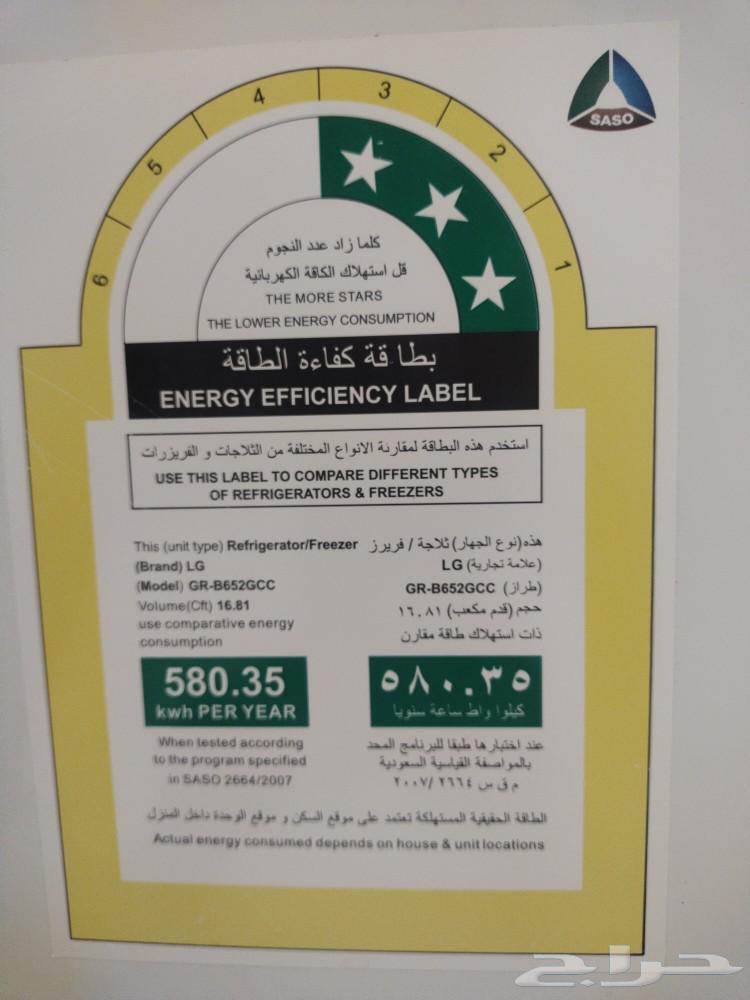 SASO
6
5
4
3
2
1
كلما زاد عدد النجوم
قل استهلاك الكاقة الكهربائية
THE MORE STARS
THE LOWER ENERGY CONSUMPTION
بطاقة كفاءة الطاقة
ENERGY EFFICIENCY LABEL
استخدم هذه البطاقة لمقارنة الانواع المختلفة من الثلاجات و الفريزرات
USE THIS LABEL TO COMPARE DIFFERENT TYPES
OF REFRIGERATORS & FREEZERS
This (unit type) Refrigerator/Freezer
(Brand) LG
(Model) GR-B652GCC
Volume(Cft) 16.81
use comparative energy
consumption
580.35
kwh PER YEAR
When tested according
to the program specified
in SASO 2664/2007
هذه(نوع الجهار) ثلاجة / فريرز
(علامة تجارية) LG
(طراز) GR-B652GCC
حجم (قدم مكعب) ١٦.٨١
ذات استهلاك طاقة مقارن
٥٨٠.٣٥
كيلوا واط ساعة سنويا
عند اختبارها طبقا للبرنامج المحد
بالمواصفة القياسية السعودية
م ق س ٢٦٦٤ /٢٠٠٧
الطاقة الحقيقية المستهلكة تعتمد على موقع السكن و موقع الوحدة داخل المنزل
Actual energy consumed depends on house & unit locations
حراج